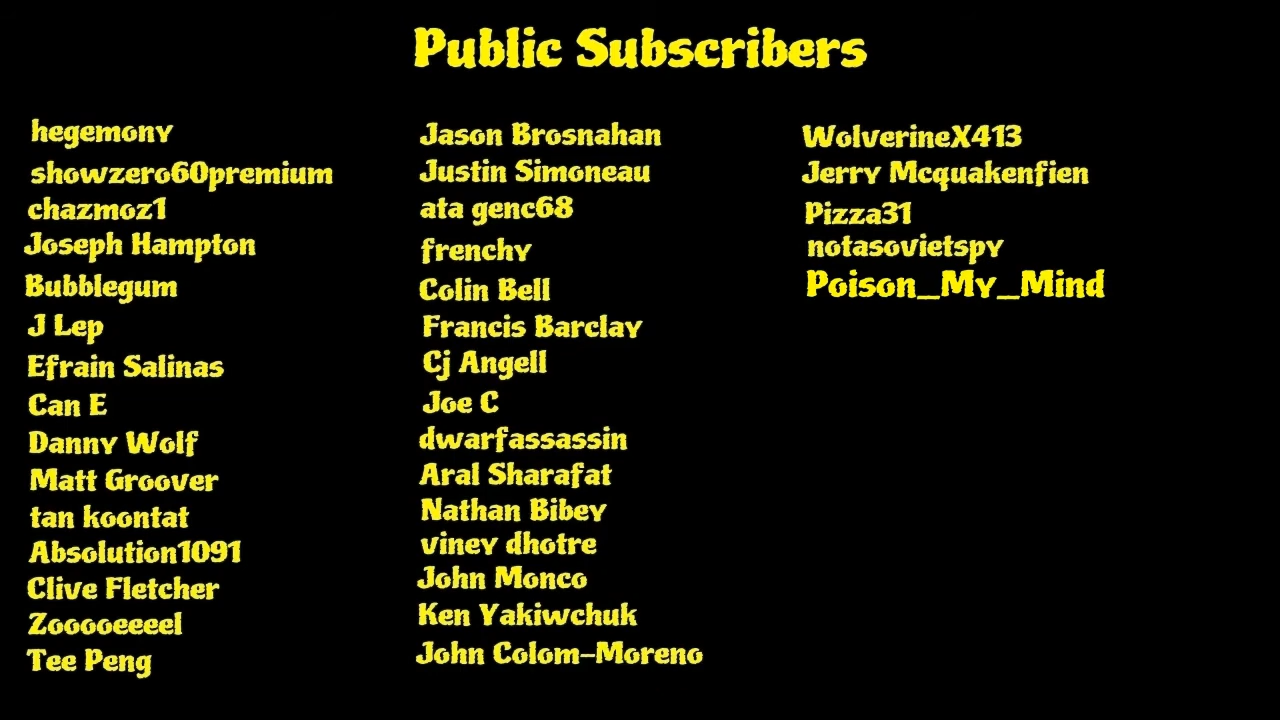 Public Subscribers
hegemony
showzero60premium
chazmoz1
Joseph Hampton
Bubblegum
J Lep
Efrain Salinas
Can E
Danny Wolf
Matt Groover
tan koontat
Absolution1091
Clive Fletcher
Zooooeeeel
Tee Peng
Jason Brosnahan
Justin Simoneau
ata genc68
frenchy
Colin Bell
Francis Barclay
Cj Angell
Joe C
dwarfassassin
Aral Sharafat
Nathan Bibey
viney dhotre
John Monco
Ken Yakiwchuk
John Colom-Moreno
WolverineX413
Jerry Mcquakenfien
Pizza31
notasovietspy
Poison_My_Mind